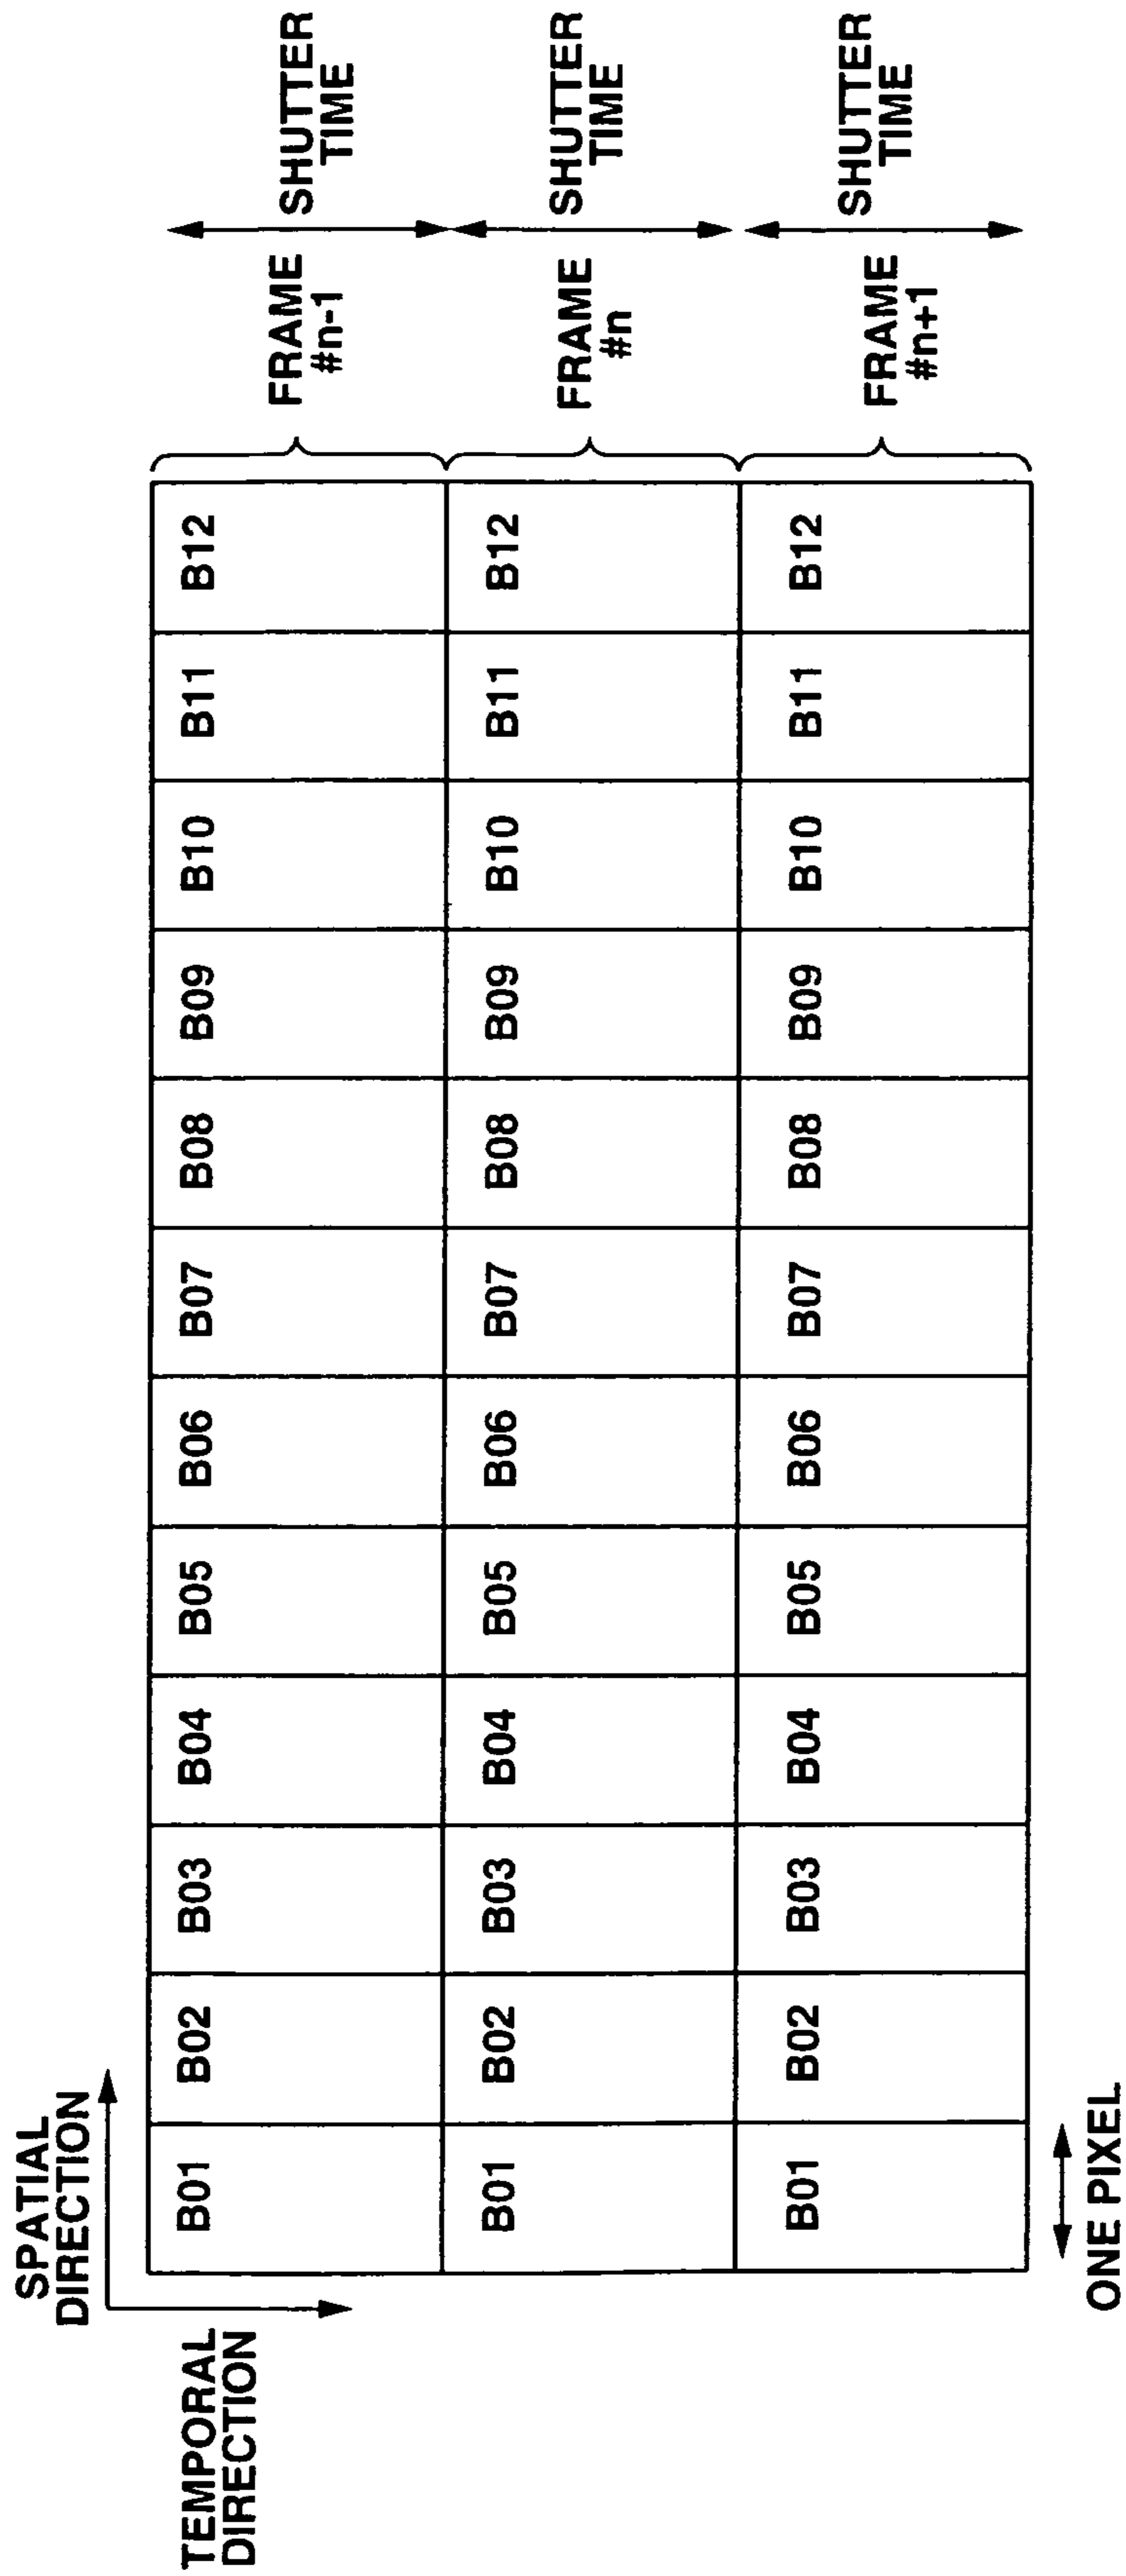 SPATIAL
DIRECTION
TEMPORAL
DIRECTION
B01 B02 B03 B04 B05 B06 B07 B08 B09 B10 B11 B12
FRAME
#n-1
SHUTTER
TIME
B01 B02 B03 B04 B05 B06 B07 B08 B09 B10 B11 B12
FRAME
#n
SHUTTER
TIME
B01 B02 B03 B04 B05 B06 B07 B08 B09 B10 B11 B12
FRAME
#n+1
SHUTTER
TIME
ONE PIXEL